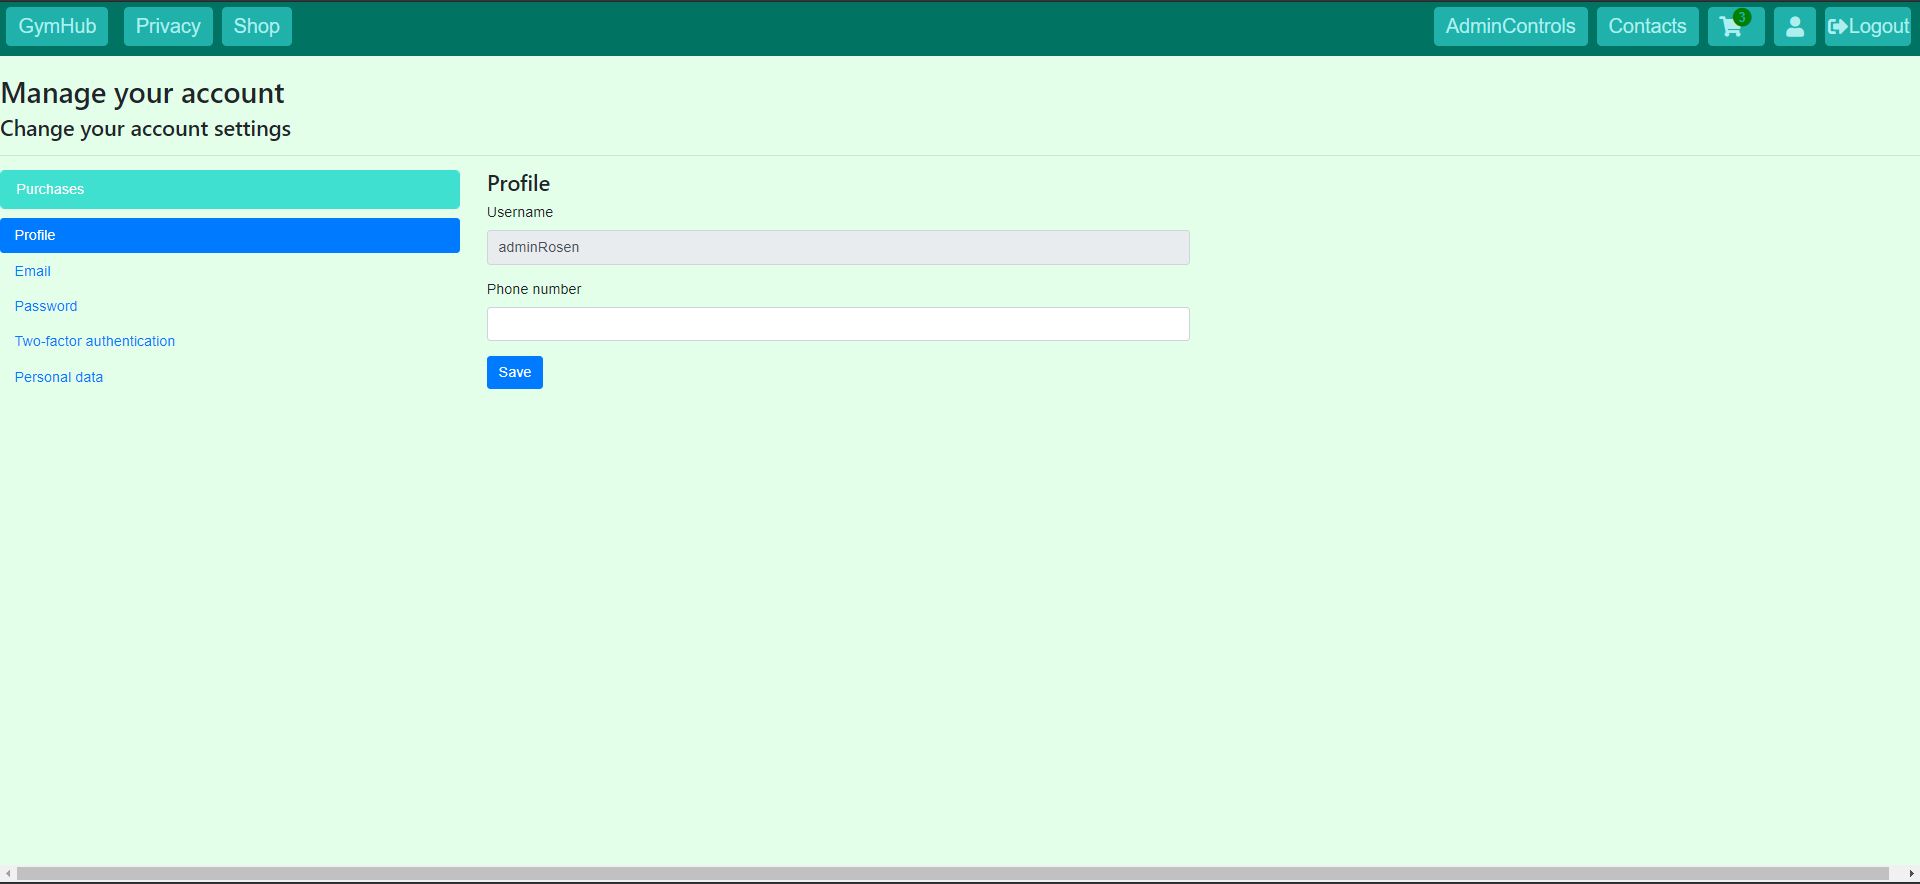 GymHub Privacy Shop AdminControls Contacts 3 Logout
Manage your account
Change your account settings
Purchases
Profile
Email
Password
Two-factor authentication
Personal data
Profile
Username
adminRosen
Phone number
Save